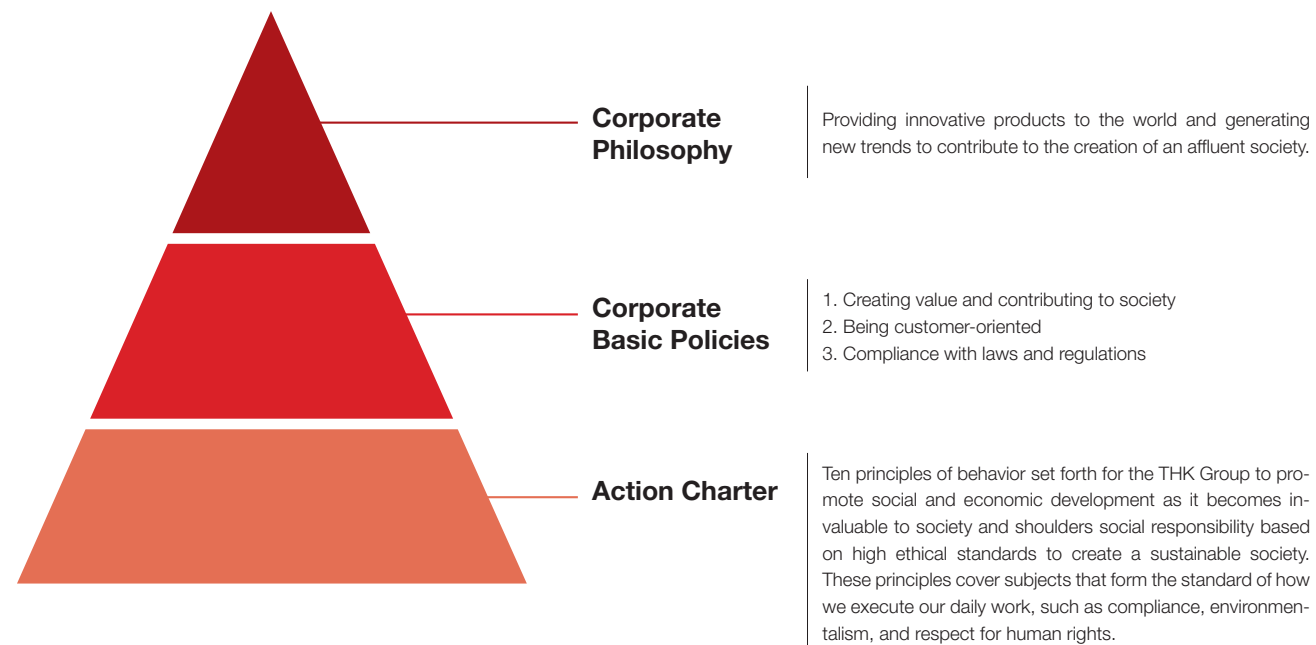 Corporate
Philosophy
Providing innovative products to the world and generating
new trends to contribute to the creation of an affluent society.
Corporate
Basic Policies
1. Creating value and contributing to society
2. Being customer-oriented
3. Compliance with laws and regulations
Action Charter
Ten principles of behavior set forth for the THK Group to pro-
mote social and economic development as it becomes in-
valuable to society and shoulders social responsibility based
on high ethical standards to create a sustainable society.
These principles cover subjects that form the standard of how
we execute our daily work, such as compliance, environmen-
talism, and respect for human rights.